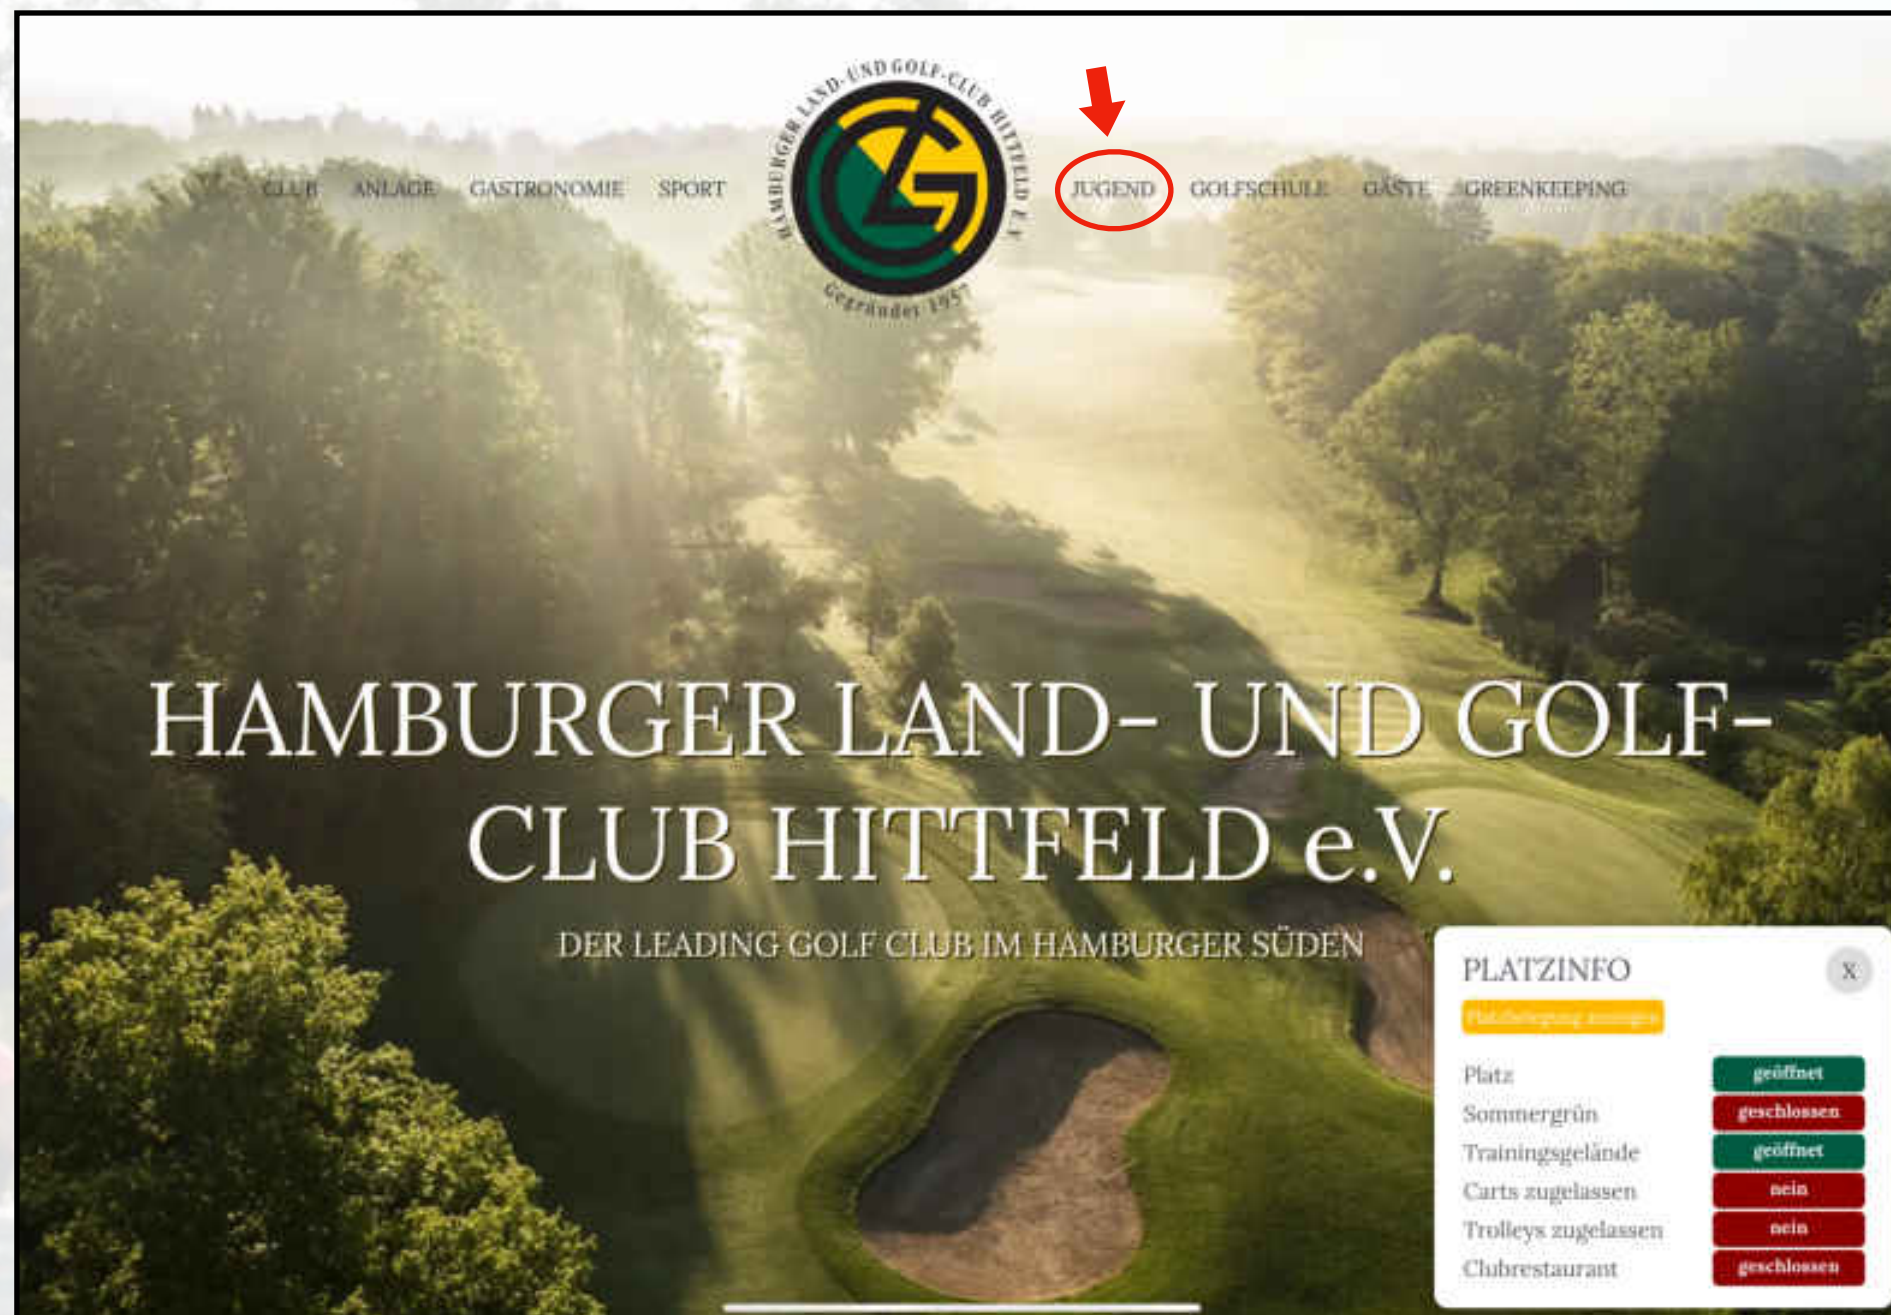 HAMBURGER LAND- UND GOLF-CLUB HITTFELD E.V.
Gegründet 1957
CLUB ANLAGE GASTRONOMIE SPORT JUGEND GOLFSCHULE GÄSTE GREENKEEPING
HAMBURGER LAND- UND GOLF-
CLUB HITTFELD e.V.
DER LEADING GOLF CLUB IM HAMBURGER SÜDEN
PLATZINFO X
Platzbelegung anzeigen
Platz geöffnet
Sommergrün geschlossen
Trainingsgelände geöffnet
Carts zugelassen nein
Trolleys zugelassen nein
Clubrestaurant geschlossen